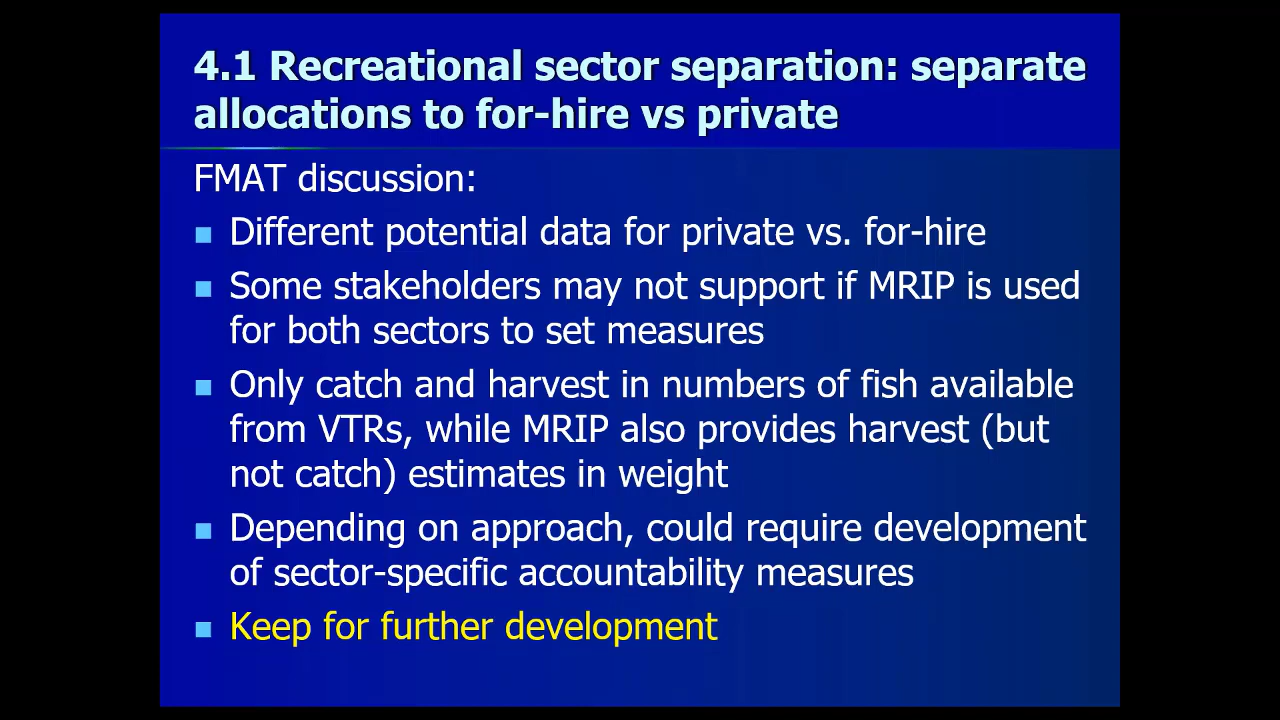 4.1 Recreational sector separation: separate
allocations to for-hire vs private
FMAT discussion:
Different potential data for private vs. for-hire
Some stakeholders may not support if MRIP is used
for both sectors to set measures
Only catch and harvest in numbers of fish available
from VTRs, while MRIP also provides harvest (but
not catch) estimates in weight
Depending on approach, could require development
of sector-specific accountability measures
Keep for further development